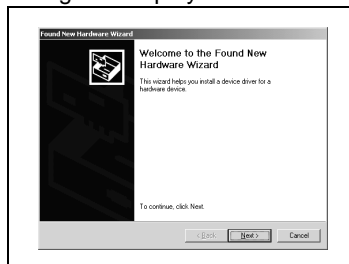 Found New Hardware Wizard
Welcome to the Found New
Hardware Wizard
This wizard helps you install a device driver for a
hardware device.
To continue, click Next.
< Back
Next >
Cancel